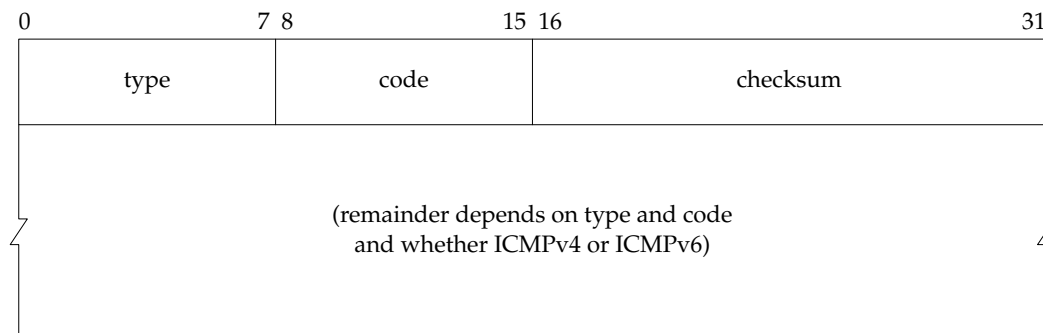 0 7 8 15 16 31
type code checksum
(remainder depends on type and code
and whether ICMPv4 or ICMPv6)